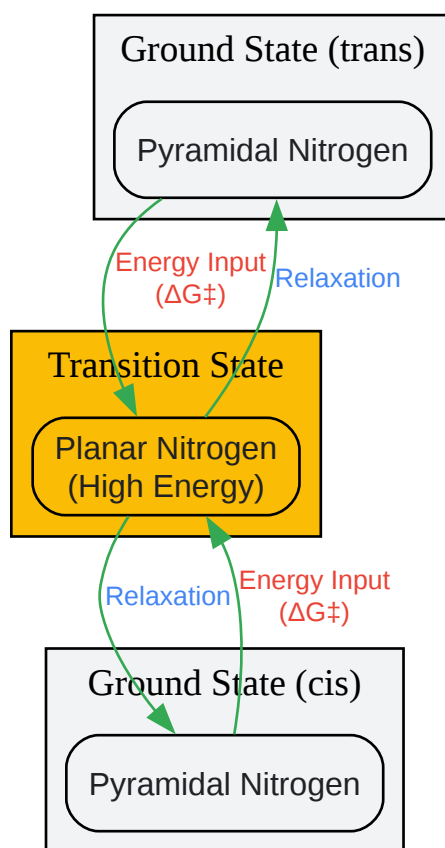 Ground State (trans)
Pyramidal Nitrogen
Energy Input
(ΔG‡)
Relaxation
Transition State
Planar Nitrogen
(High Energy)
Relaxation
Energy Input
(ΔG‡)
Ground State (cis)
Pyramidal Nitrogen